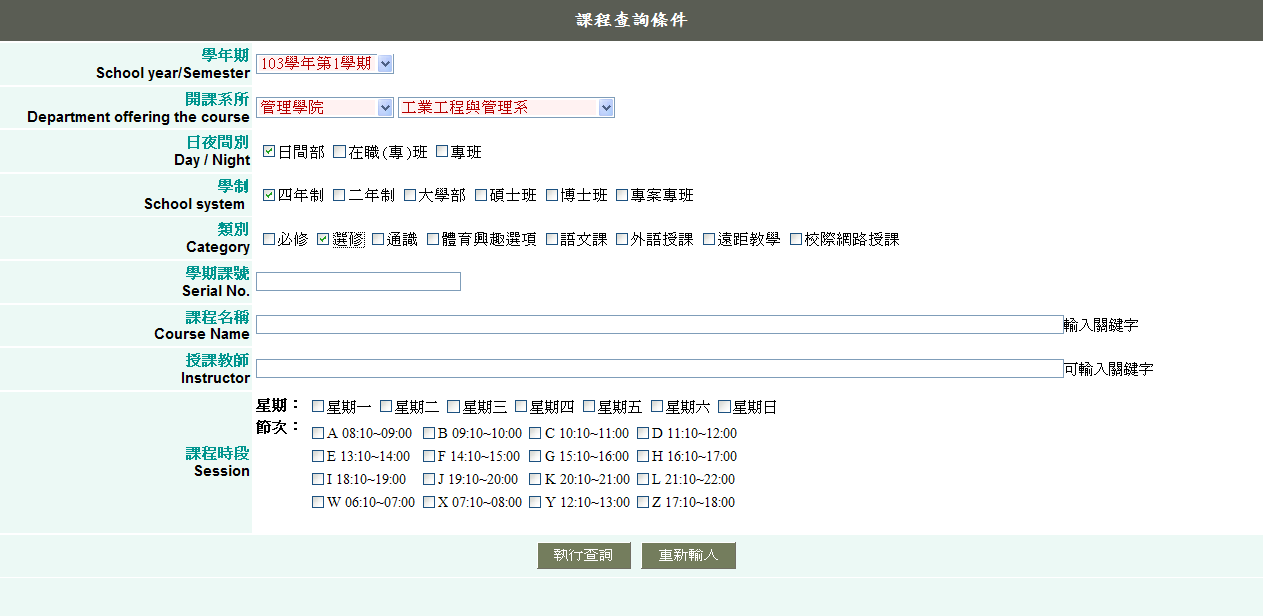 課程查詢條件
學年期
School year/Semester
103學年第1學期
開課系所
Department offering the course
管理學院 工業工程與管理系
日夜間別
Day / Night
日間部 在職(專)班 專班
學制
School system
四年制 二年制 大學部 碩士班 博士班 專案專班
類別
Category
必修 選修 通識 體育興趣選項 語文課 外語授課 遠距教學 校際網路授課
學期課號
Serial No.
課程名稱
Course Name
輸入關鍵字
授課教師
Instructor
可輸入關鍵字
課程時段
Session
星期： 星期一 星期二 星期三 星期四 星期五 星期六 星期日
節次：
A 08:10~09:00 B 09:10~10:00 C 10:10~11:00 D 11:10~12:00
E 13:10~14:00 F 14:10~15:00 G 15:10~16:00 H 16:10~17:00
I 18:10~19:00 J 19:10~20:00 K 20:10~21:00 L 21:10~22:00
W 06:10~07:00 X 07:10~08:00 Y 12:10~13:00 Z 17:10~18:00
執行查詢 重新輸入